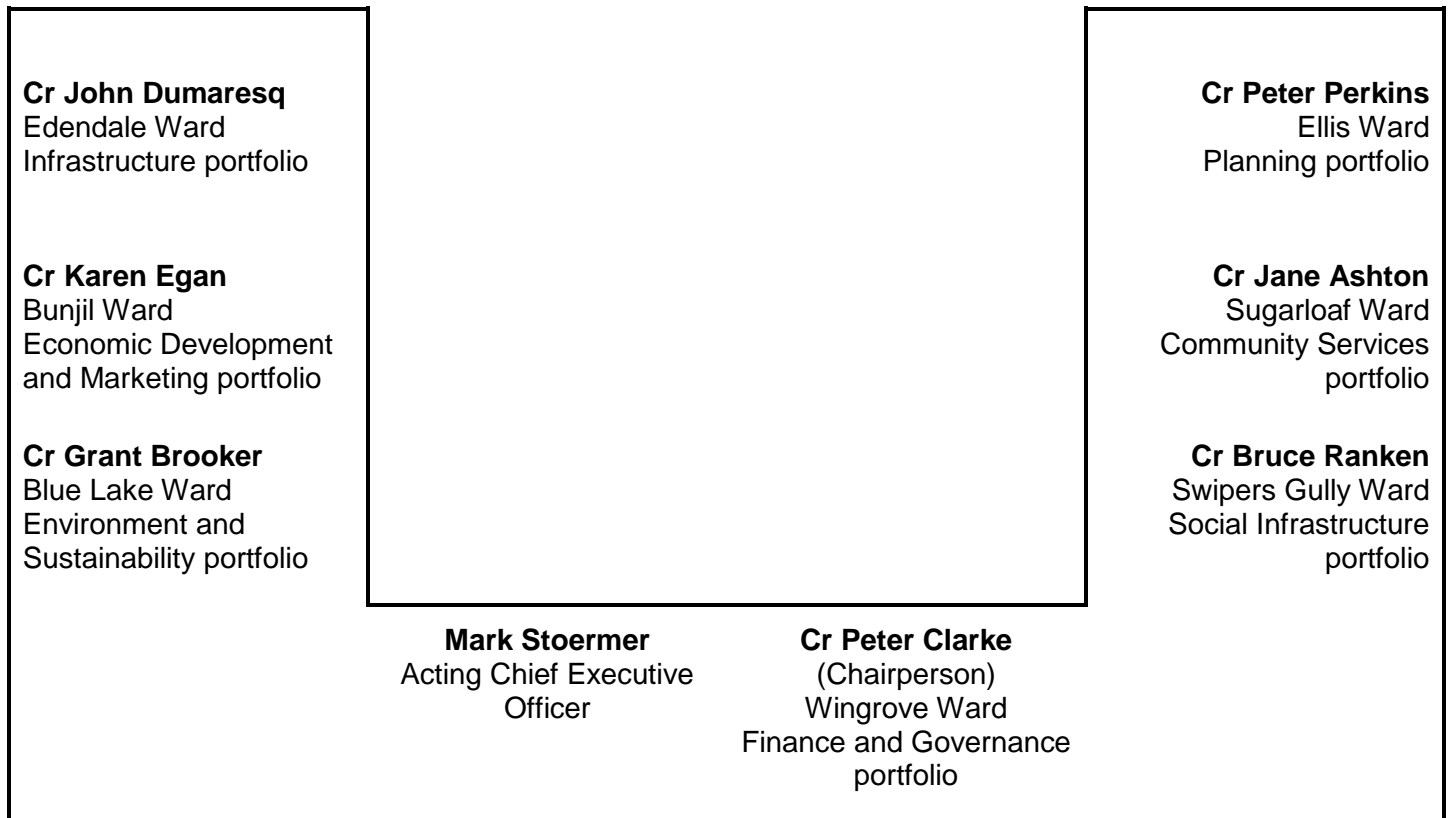 Cr John Dumaresq
Edendale Ward
Infrastructure portfolio
Cr Karen Egan
Bunjil Ward
Economic Development
and Marketing portfolio
Cr Grant Brooker
Blue Lake Ward
Environment and
Sustainability portfolio
Cr Peter Perkins
Ellis Ward
Planning portfolio
Cr Jane Ashton
Sugarloaf Ward
Community Services
portfolio
Cr Bruce Ranken
Swipers Gully Ward
Social Infrastructure
portfolio
Mark Stoermer
Acting Chief Executive
Officer
Cr Peter Clarke
(Chairperson)
Wingrove Ward
Finance and Governance
portfolio